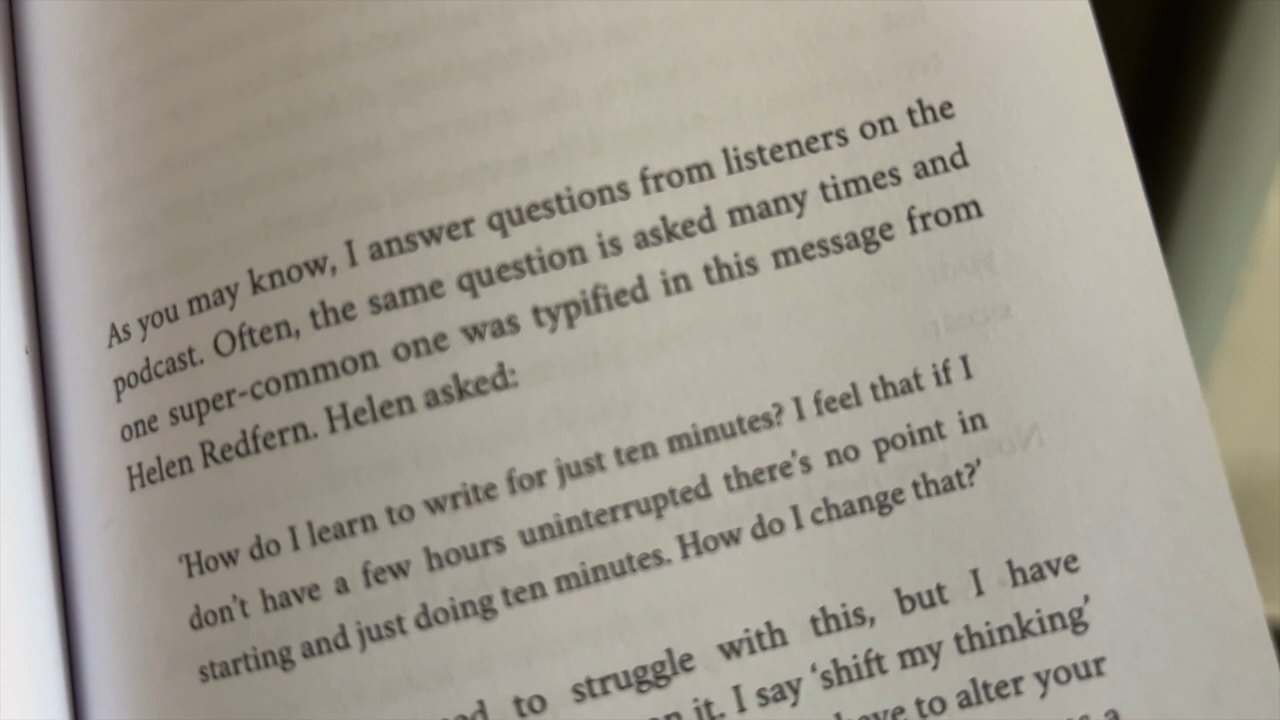 As you may know, I answer questions from listeners on the
podcast. Often, the same question is asked many times and
one super-common one was typified in this message from
Helen Redfern. Helen asked:
‘How do I learn to write for just ten minutes? I feel that if I
don't have a few hours uninterrupted there's no point in
starting and just doing ten minutes. How do I change that?’
to struggle with this, but I have
it. I say ‘shift my thinking’
to alter your
a